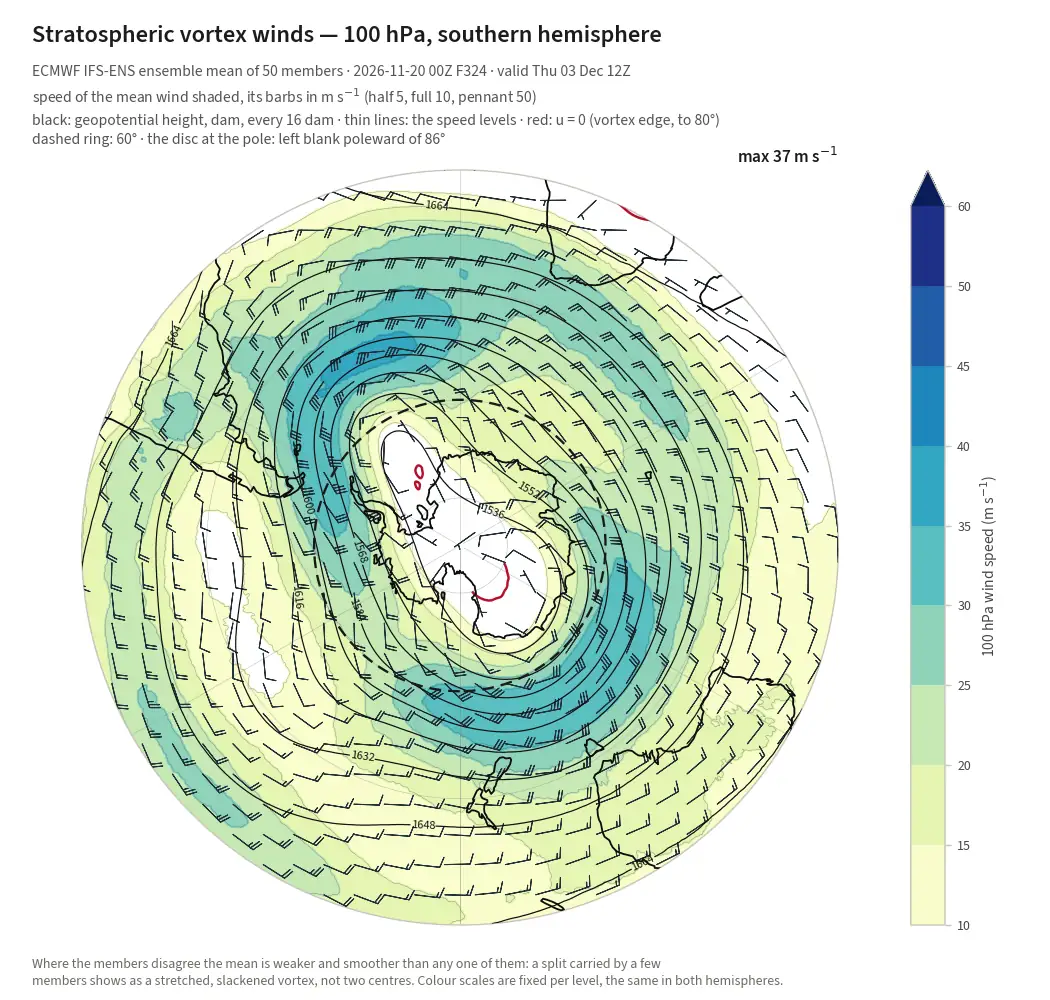 Stratospheric vortex winds — 100 hPa, southern hemisphere
ECMWF IFS-ENS ensemble mean of 50 members · 2026-11-20 00Z F324 · valid Thu 03 Dec 12Z
speed of the mean wind shaded, its barbs in m s⁻¹ (half 5, full 10, pennant 50)
black: geopotential height, dam, every 16 dam · thin lines: the speed levels · red: u = 0 (vortex edge, to 80°)
dashed ring: 60° · the disc at the pole: left blank poleward of 86°
max 37 m s⁻¹
1664
1664
1552
1536
1600
1568
1584
1616
1632
1648
1664
60
50
45
40
35
30
25
20
15
10
100 hPa wind speed (m s⁻¹)
Where the members disagree the mean is weaker and smoother than any one of them: a split carried by a few
members shows as a stretched, slackened vortex, not two centres. Colour scales are fixed per level, the same in both hemispheres.